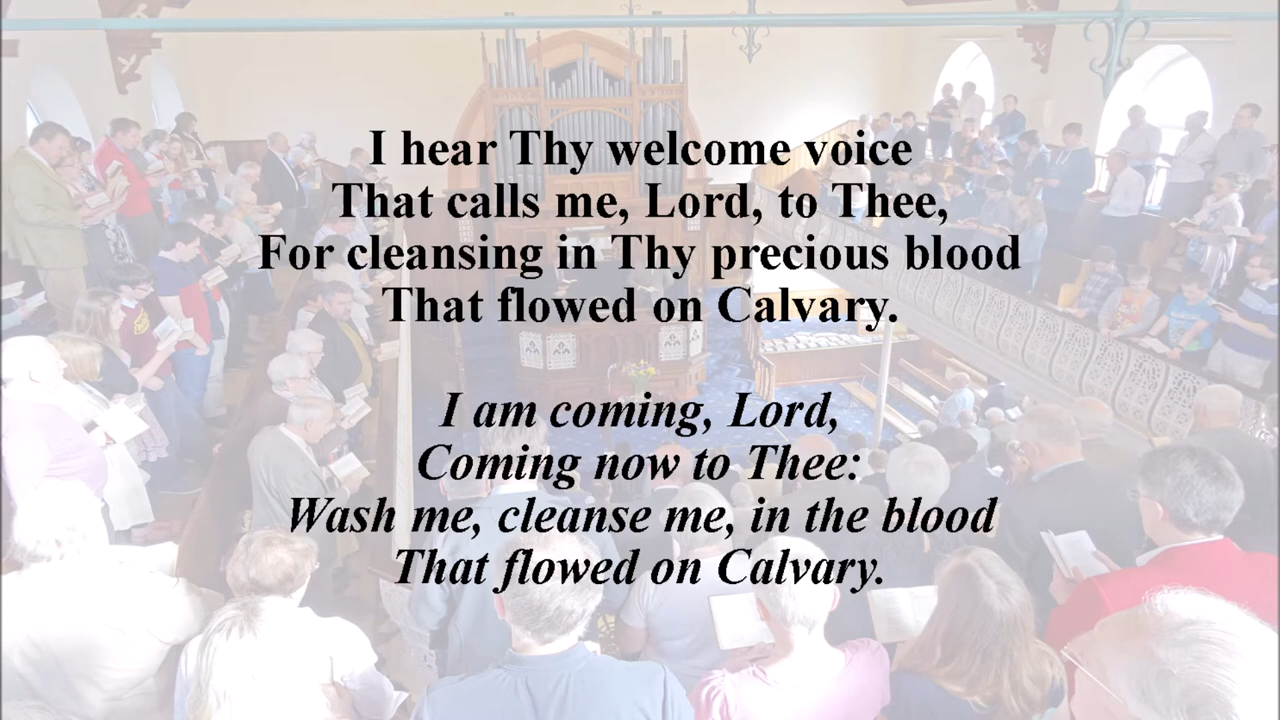 I hear Thy welcome voice
That calls me, Lord, to Thee,
For cleansing in Thy precious blood
That flowed on Calvary.
I am coming, Lord,
Coming now to Thee:
Wash me, cleanse me, in the blood
That flowed on Calvary.